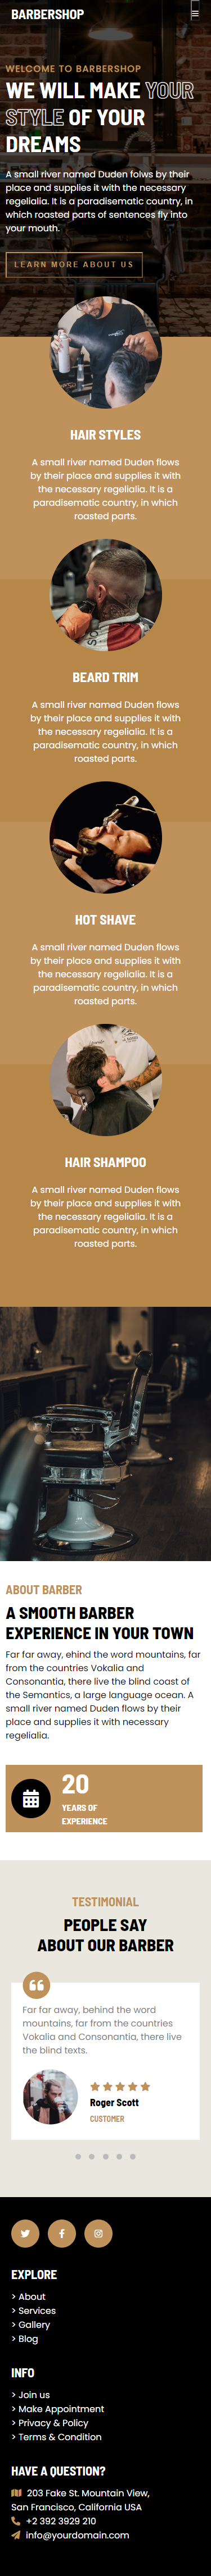 BARBERSHOP
WELCOME TO BARBERSHOP
WE WILL MAKE YOUR
STYLE OF YOUR
DREAMS
A small river named Duden folws by their
place and supplies it with the necessary
regelialia. It is a paradisematic country, in
which roasted parts of sentences fly into
your mouth.
LEARN MORE ABOUT US
HAIR STYLES
A small river named Duden flows
by their place and supplies it with
the necessary regelialia. It is a
paradisematic country, in which
roasted parts.
BEARD TRIM
A small river named Duden flows
by their place and supplies it with
the necessary regelialia. It is a
paradisematic country, in which
roasted parts.
HOT SHAVE
A small river named Duden flows
by their place and supplies it with
the necessary regelialia. It is a
paradisematic country, in which
roasted parts.
HAIR SHAMPOO
A small river named Duden flows
by their place and supplies it with
the necessary regelialia. It is a
paradisematic country, in which
roasted parts.
ABOUT BARBER
A SMOOTH BARBER
EXPERIENCE IN YOUR TOWN
Far far away, ehind the word mountains, far
from the countries Vokalia and
Consonantia, there live the blind coast of
the Semantics, a large language ocean. A
small river named Duden flows by their
place and supplies it with necessary
regelialia.
20
YEARS OF
EXPERIENCE
TESTIMONIAL
PEOPLE SAY
ABOUT OUR BARBER
Far far away, behind the word
mountains, far from the countries
Vokalia and Consonantia, there live
the blind texts.
Roger Scott
CUSTOMER
EXPLORE
> About
> Services
> Gallery
> Blog
INFO
> Join us
> Make Appointment
> Privacy & Policy
> Terms & Condition
HAVE A QUESTION?
203 Fake St. Mountain View,
San Francisco, California USA
+2 392 3929 210
info@yourdomain.com